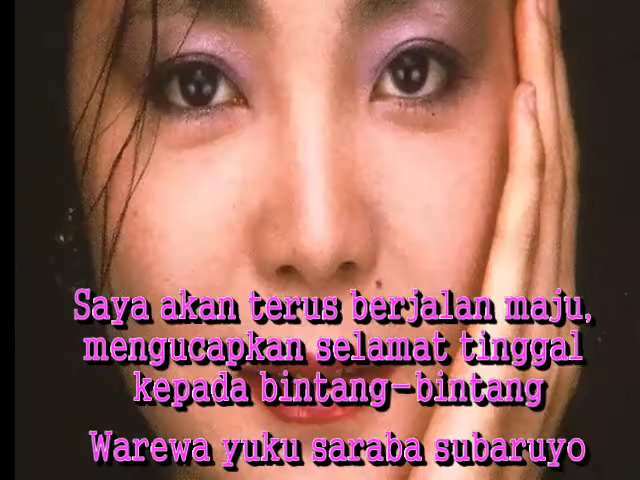 Saya akan terus berjalan maju,
mengucapkan selamat tinggal
kepada bintang-bintang
Warewa yuku saraba subaruyo